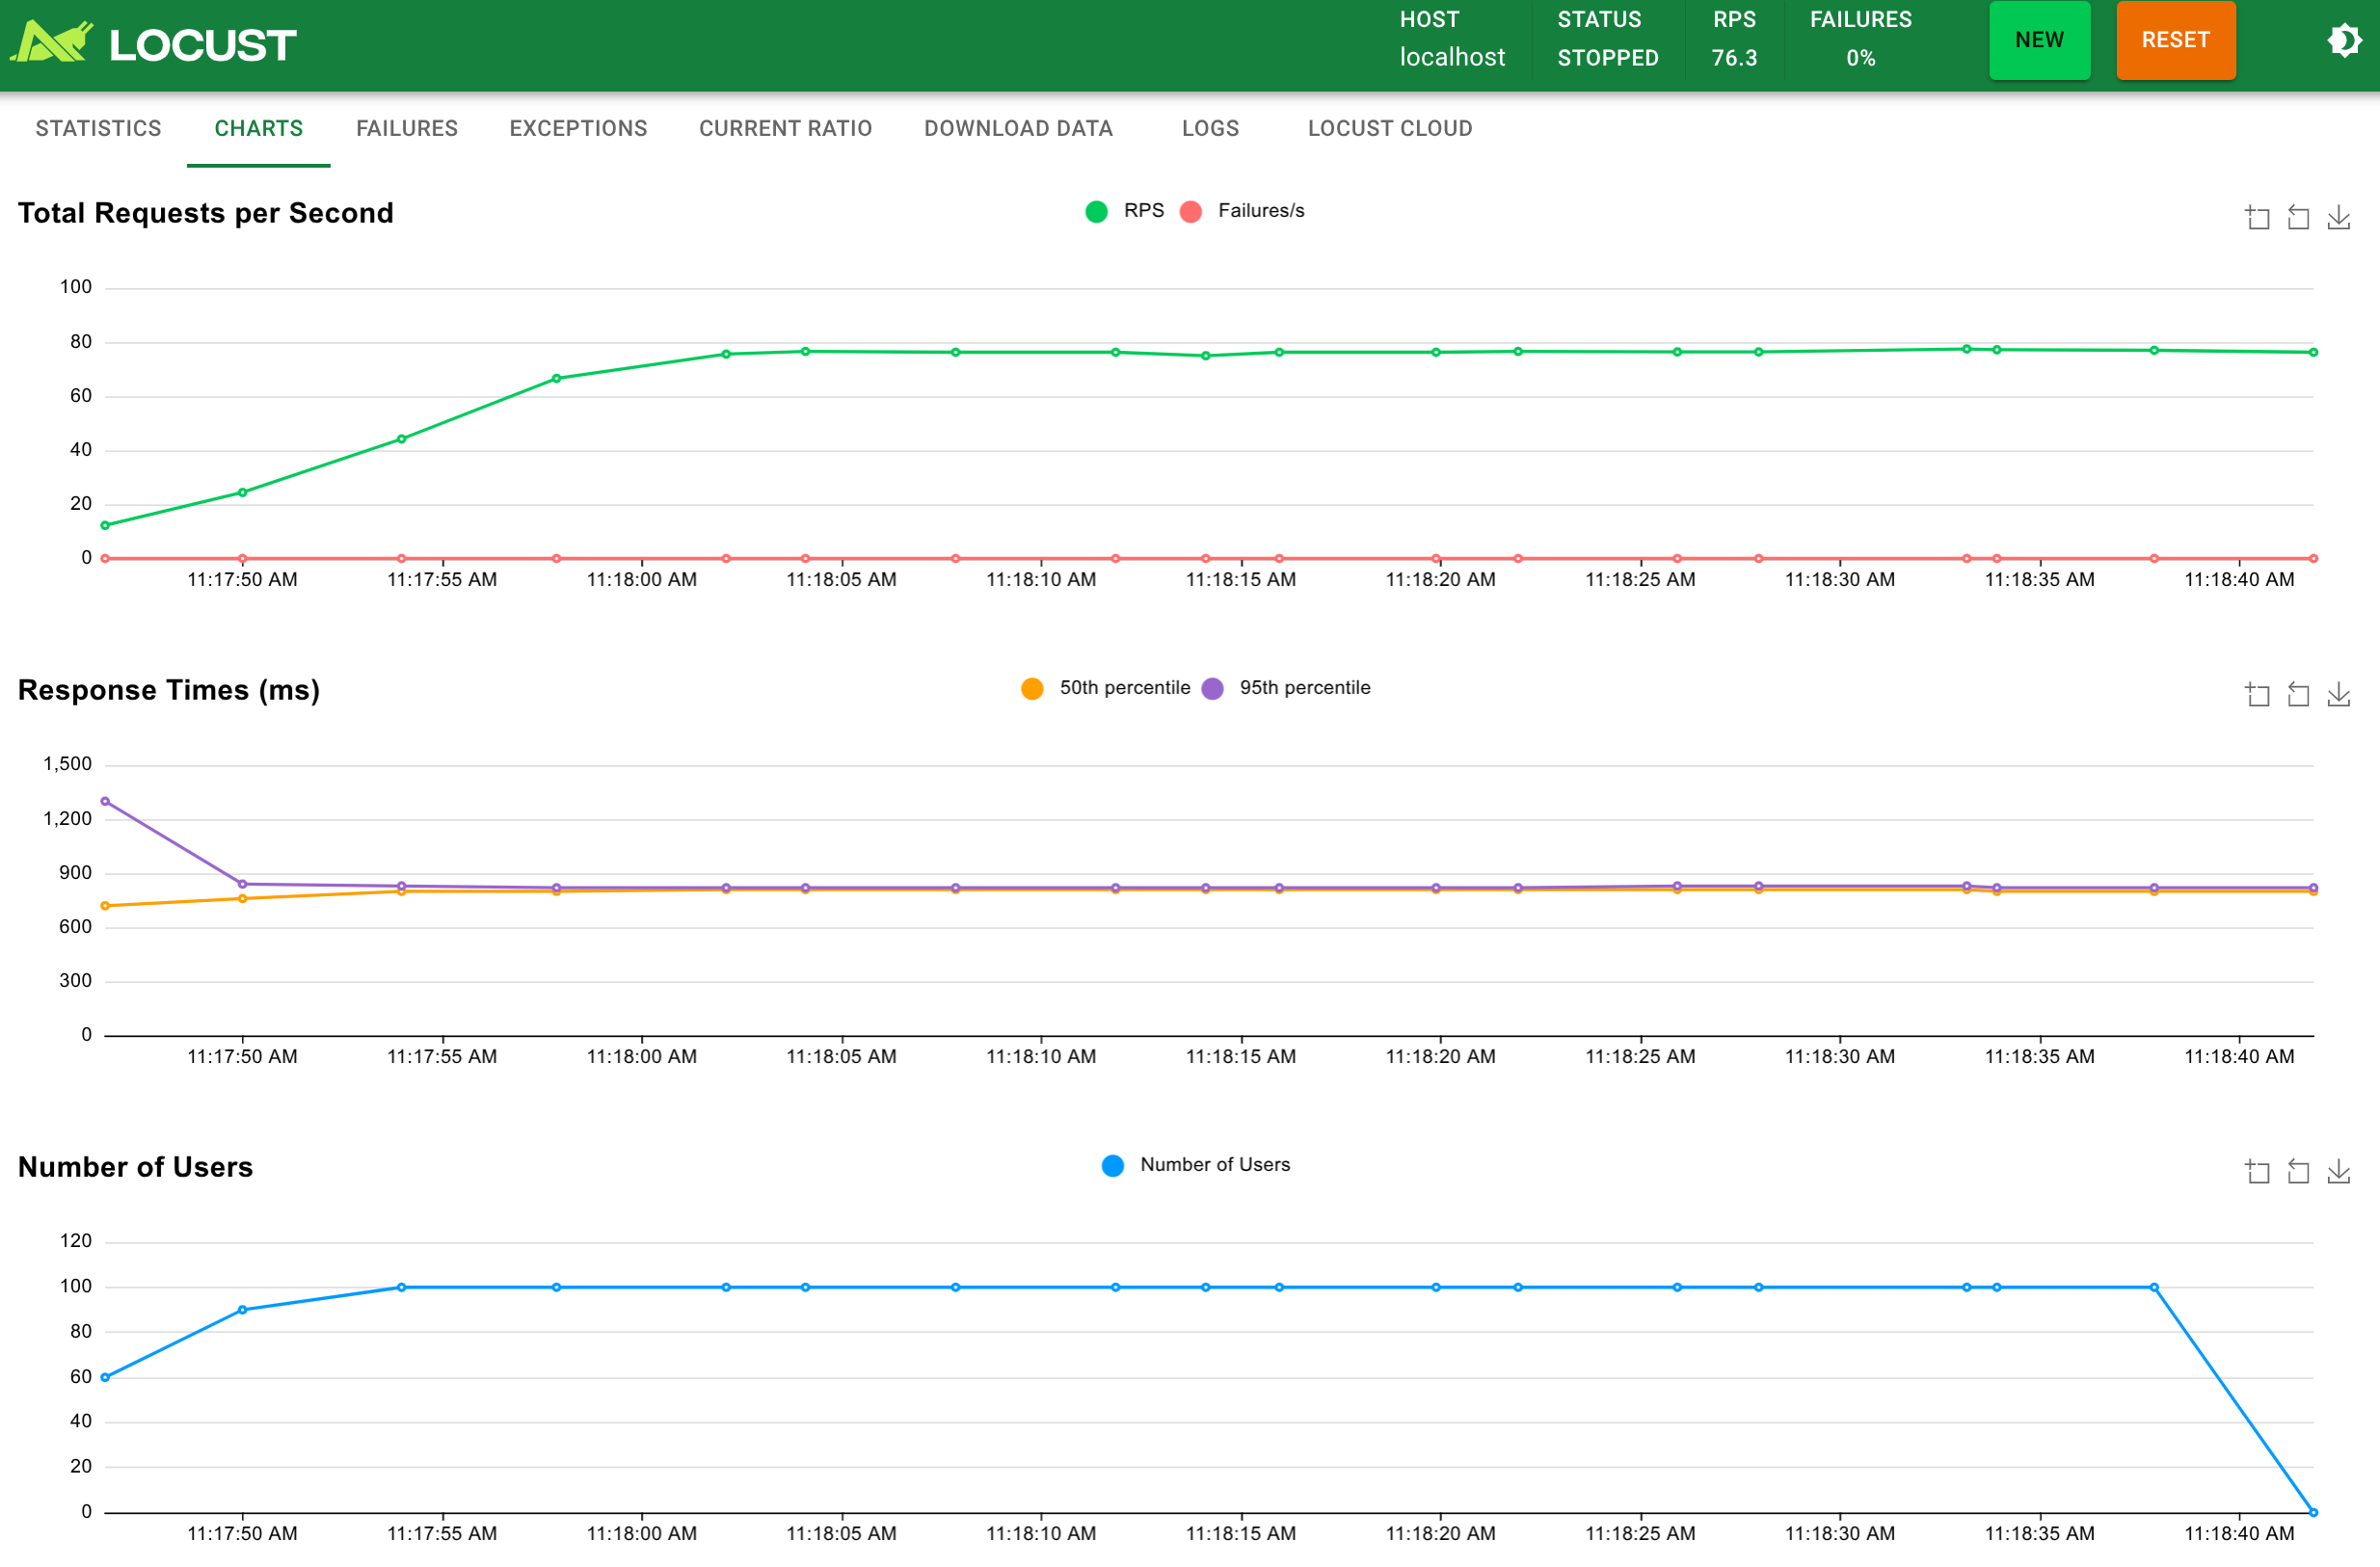 LOCUST
HOST
localhost
STATUS
STOPPED
RPS
76.3
FAILURES
0%
NEW
RESET
STATISTICS CHARTS FAILURES EXCEPTIONS CURRENT RATIO DOWNLOAD DATA LOGS LOCUST CLOUD
Total Requests per Second
RPS Failures/s
100
80
60
40
20
0
11:17:50 AM 11:17:55 AM 11:18:00 AM 11:18:05 AM 11:18:10 AM 11:18:15 AM 11:18:20 AM 11:18:25 AM 11:18:30 AM 11:18:35 AM 11:18:40 AM
Response Times (ms)
50th percentile 95th percentile
1,500
1,200
900
600
300
0
11:17:50 AM 11:17:55 AM 11:18:00 AM 11:18:05 AM 11:18:10 AM 11:18:15 AM 11:18:20 AM 11:18:25 AM 11:18:30 AM 11:18:35 AM 11:18:40 AM
Number of Users
Number of Users
120
100
80
60
40
20
0
11:17:50 AM 11:17:55 AM 11:18:00 AM 11:18:05 AM 11:18:10 AM 11:18:15 AM 11:18:20 AM 11:18:25 AM 11:18:30 AM 11:18:35 AM 11:18:40 AM